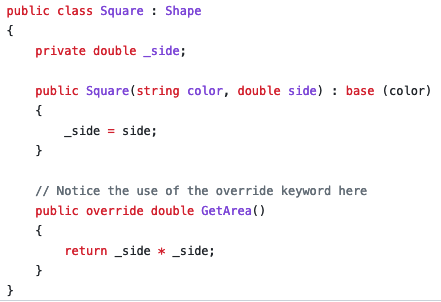 public class Square : Shape
{
    private double _side;

    public Square(string color, double side) : base (color)
    {
        _side = side;
    }

    // Notice the use of the override keyword here
    public override double GetArea()
    {
        return _side * _side;
    }
}